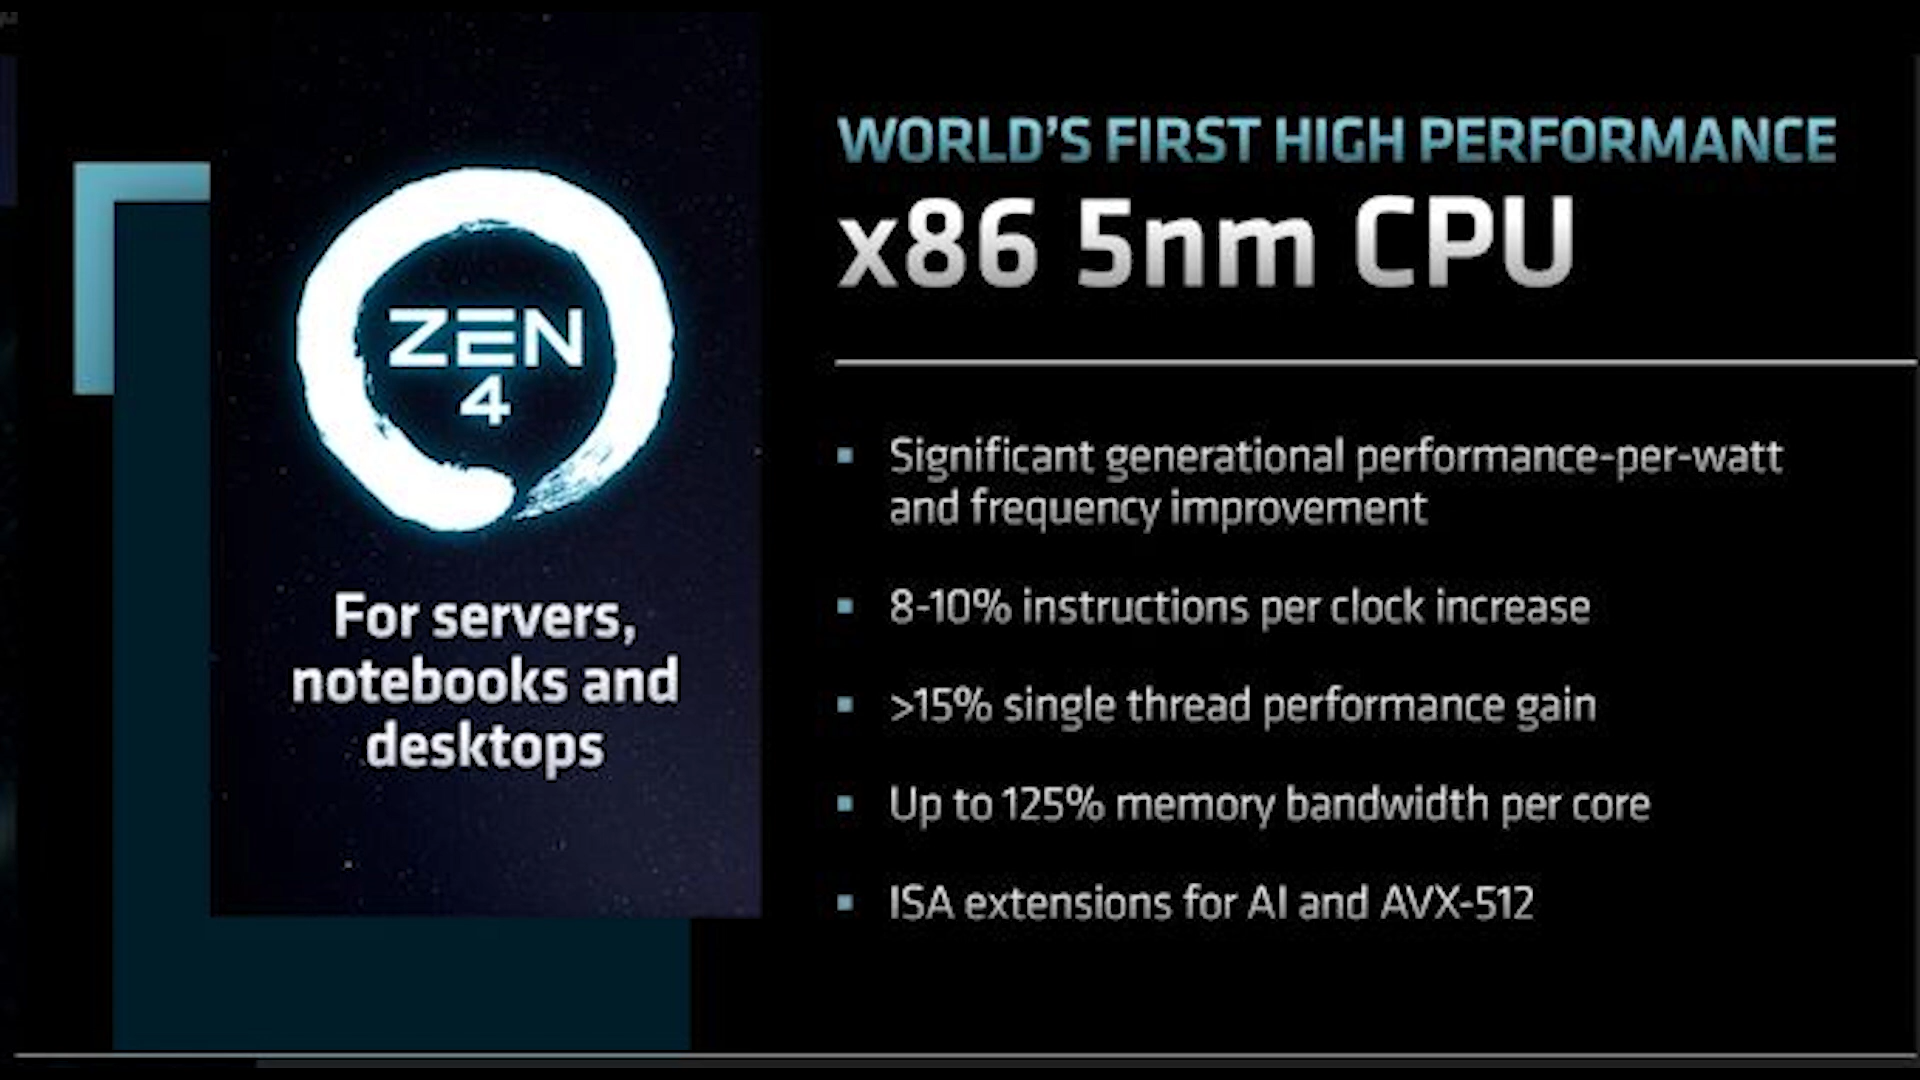 ZEN
4
For servers,
notebooks and
desktops
WORLD'S FIRST HIGH PERFORMANCE
x86 5nm CPU
▪ Significant generational performance-per-watt
and frequency improvement
▪ 8-10% instructions per clock increase
▪ >15% single thread performance gain
▪ Up to 125% memory bandwidth per core
▪ ISA extensions for AI and AVX-512